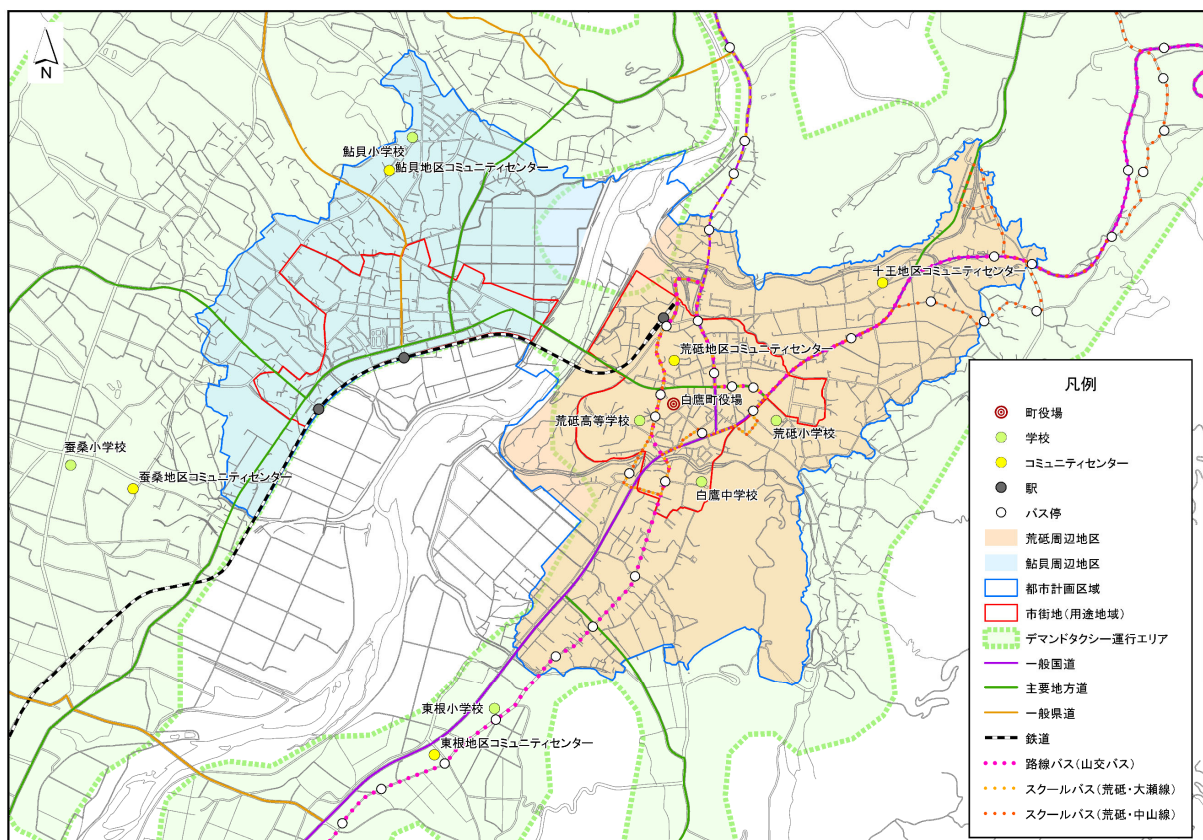 N
鮎貝小学校
鮎貝地区コミュニティセンター
十王地区コミュニティセンター
荒砥地区コミュニティセンター
白鷹町役場
荒砥高等学校
荒砥小学校
蚕桑小学校
蚕桑地区コミュニティセンター
白鷹中学校
東根小学校
東根地区コミュニティセンター
凡例
町役場
学校
コミュニティセンター
駅
バス停
荒砥周辺地区
鮎貝周辺地区
都市計画区域
市街地(用途地域)
デマンドタクシー運行エリア
一般国道
主要地方道
一般県道
鉄道
路線バス(山交バス)
スクールバス(荒砥・大瀬線)
スクールバス(荒砥・中山線)